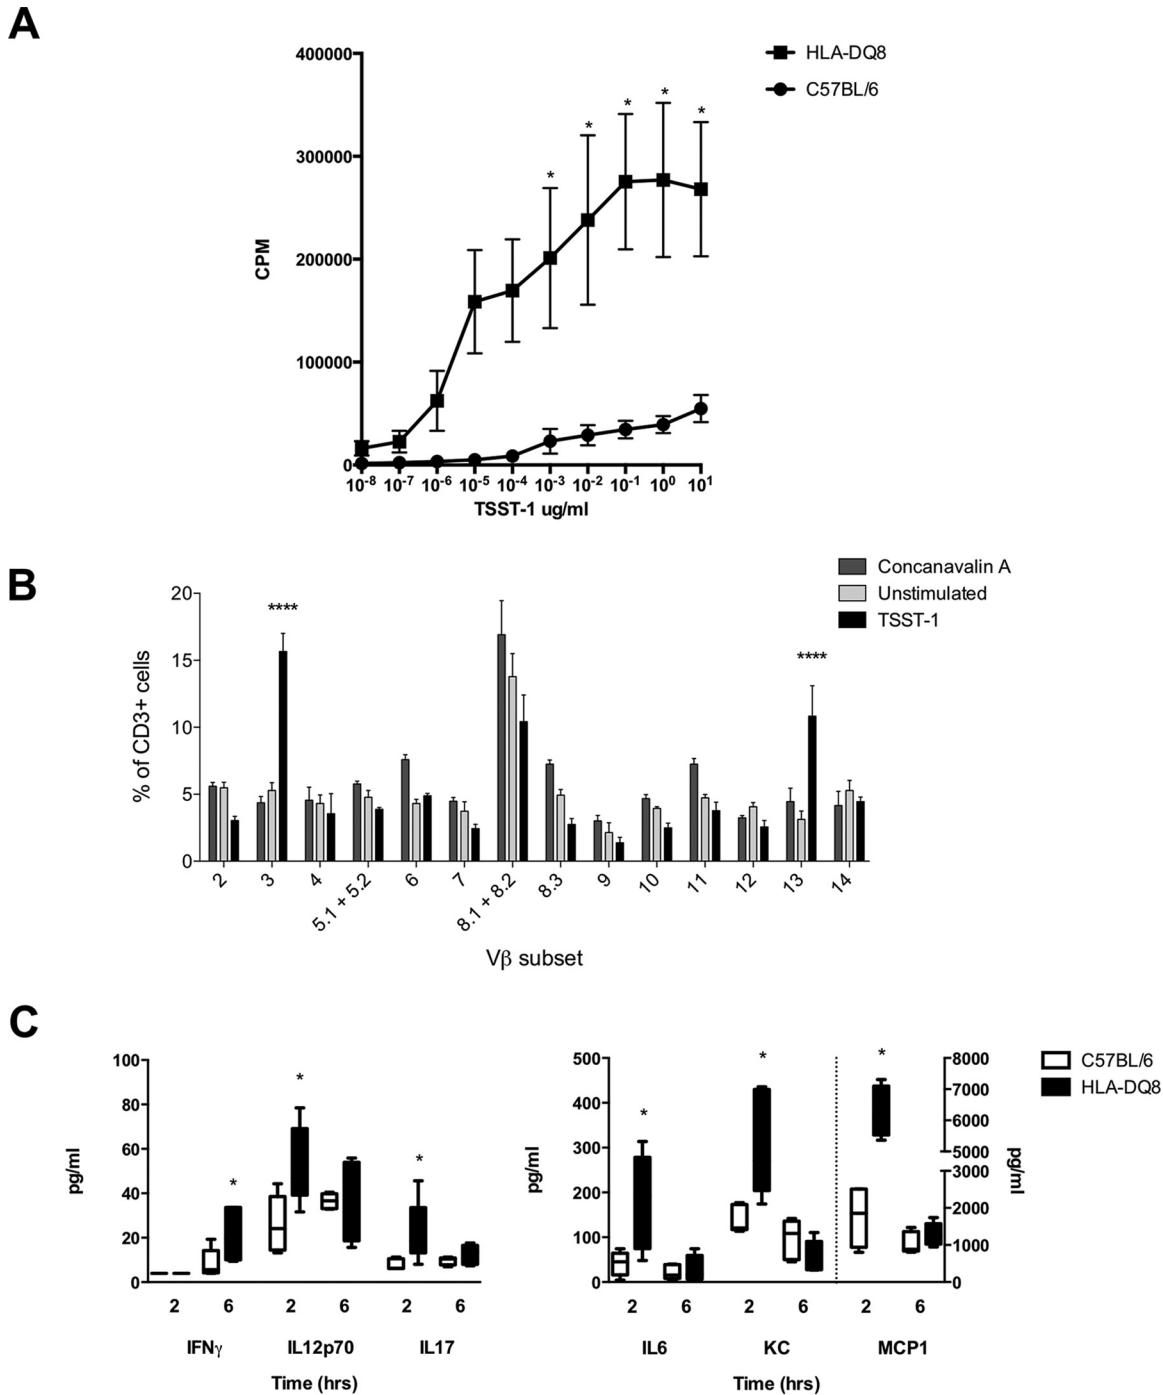 A
HLA-DQ8
C57BL/6
400000
300000
200000
100000
0
CPM
*
*
*
*
*
10-8 10-7 10-6 10-5 10-4 10-3 10-2 10-1 100 101
TSST-1 ug/ml
B
Concanavalin A
Unstimulated
TSST-1
20
15
10
5
0
% of CD3+ cells
****
****
2 3 4 5.1 + 5.2 6 7 8.1 + 8.2 8.3 9 10 11 12 13 14
Vβ subset
C
100
80
60
40
20
0
pg/ml
*
*
*
2 6 2 6 2 6
IFNγ IL12p70 IL17
Time (hrs)
500
400
300
200
100
0
pg/ml
*
*
*
8000
7000
6000
5000
3000
2000
1000
0
pg/ml
2 6 2 6 2 6
IL6 KC MCP1
Time (hrs)
C57BL/6
HLA-DQ8